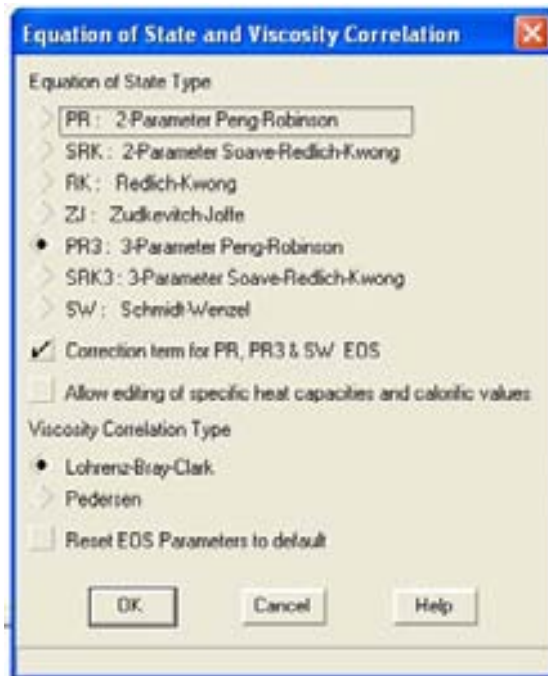 Equation of State and Viscosity Correlation
Equation of State Type
PR : 2-Parameter Peng-Robinson
SRK : 2-Parameter Soave-Redlich-Kwong
RK : Redlich-Kwong
ZJ : Zudkevitch-Joffe
PR3 : 3-Parameter Peng-Robinson
SRK3 : 3-Parameter Soave-Redlich-Kwong
SW : Schmidt-Wenzel
Correction term for PR, PR3 & SW EOS
Allow editing of specific heat capacities and calorific values
Viscosity Correlation Type
Lohrenz-Bray-Clark
Pedersen
Reset EOS Parameters to default
OK Cancel Help